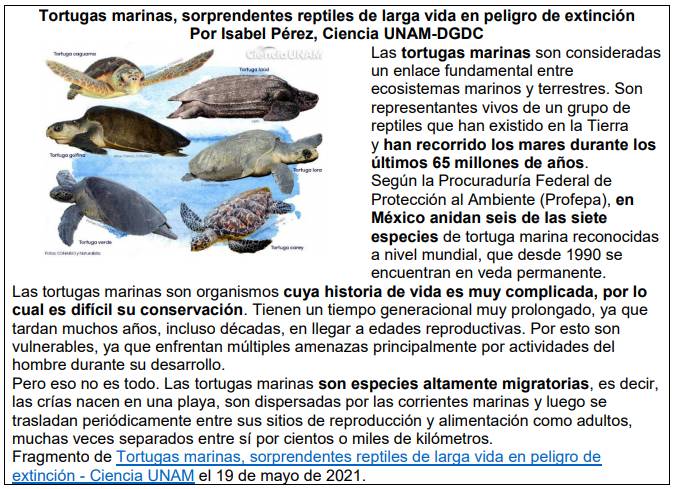 Tortugas marinas, sorprendentes reptiles de larga vida en peligro de extinción
Por Isabel Pérez, Ciencia UNAM-DGDC
Ciencia UNAM
Tortuga caguama
Tortuga laúd
Tortuga golfina
Tortuga lora
Tortuga verde
Tortuga carey
Fotos: CONABIO y Naturalista.
Las tortugas marinas son consideradas
un enlace fundamental entre
ecosistemas marinos y terrestres. Son
representantes vivos de un grupo de
reptiles que han existido en la Tierra
y han recorrido los mares durante los
últimos 65 millones de años.
Según la Procuraduría Federal de
Protección al Ambiente (Profepa), en
México anidan seis de las siete
especies de tortuga marina reconocidas
a nivel mundial, que desde 1990 se
encuentran en veda permanente.
Las tortugas marinas son organismos cuya historia de vida es muy complicada, por lo
cual es difícil su conservación. Tienen un tiempo generacional muy prolongado, ya que
tardan muchos años, incluso décadas, en llegar a edades reproductivas. Por esto son
vulnerables, ya que enfrentan múltiples amenazas principalmente por actividades del
hombre durante su desarrollo.
Pero eso no es todo. Las tortugas marinas son especies altamente migratorias, es decir,
las crías nacen en una playa, son dispersadas por las corrientes marinas y luego se
trasladan periódicamente entre sus sitios de reproducción y alimentación como adultos,
muchas veces separados entre sí por cientos o miles de kilómetros.
Fragmento de Tortugas marinas, sorprendentes reptiles de larga vida en peligro de
extinción - Ciencia UNAM el 19 de mayo de 2021.